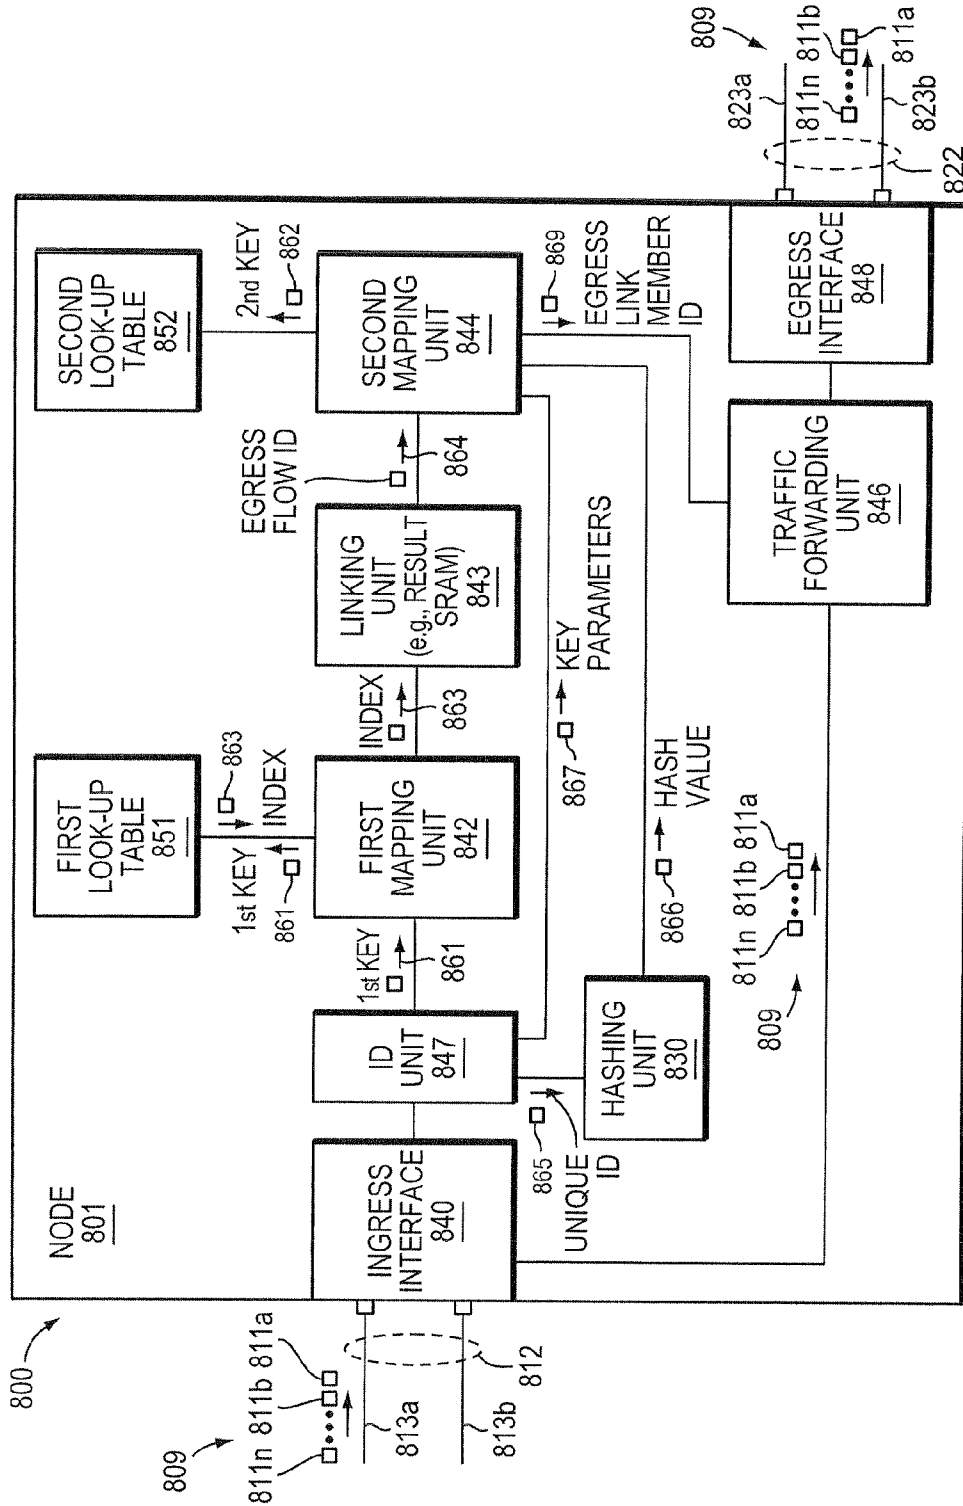 800
NODE
801
FIRST
LOOK-UP
TABLE
851
SECOND
LOOK-UP
TABLE
852
1st KEY
861
863
INDEX
2nd KEY
862
809
811n
811b
811a
813a
813b
812
INGRESS
INTERFACE
840
ID
UNIT
847
1st KEY
861
FIRST
MAPPING
UNIT
842
INDEX
863
LINKING
UNIT
(e.g., RESULT
SRAM)
843
EGRESS
FLOW ID
864
SECOND
MAPPING
UNIT
844
869
EGRESS
LINK
MEMBER
ID
865
UNIQUE
ID
HASHING
UNIT
830
867
KEY
PARAMETERS
866
HASH
VALUE
809
811n
811b
811a
TRAFFIC
FORWARDING
UNIT
846
EGRESS
INTERFACE
848
809
823a
811n
811b
811a
823b
822